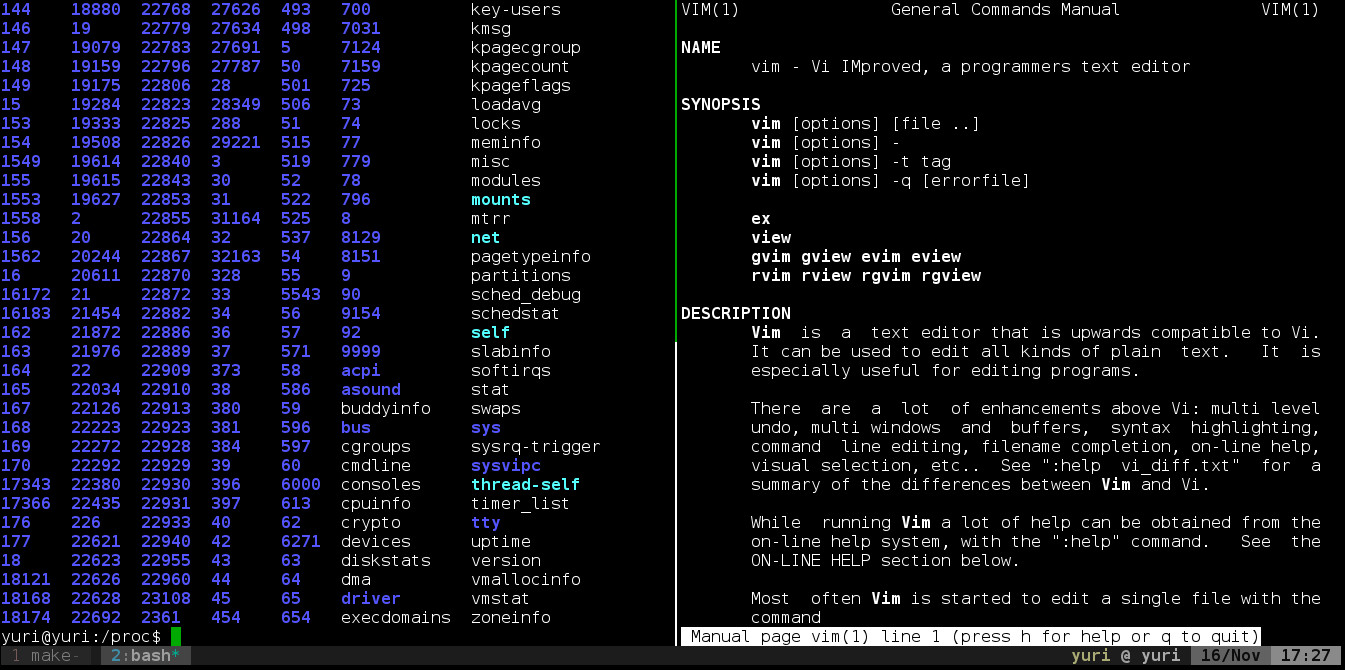 144 18880 22768 27626 493 700 key-users
146 19 22779 27634 498 7031 kmsg
147 19079 22783 27691 5 7124 kpagecgroup
148 19159 22796 27787 50 7159 kpagecount
149 19175 22806 28 501 725 kpageflags
15 19284 22823 28349 506 73 loadavg
153 19333 22825 288 51 74 locks
154 19508 22826 29221 515 77 meminfo
1549 19614 22840 3 519 779 misc
155 19615 22843 30 52 78 modules
1553 19627 22853 31 522 796 mounts
1558 2 22855 31164 525 8 mtrr
156 20 22864 32 537 8129 net
1562 20244 22867 32163 54 8151 pagetypeinfo
16 20611 22870 328 55 9 partitions
16172 21 22872 33 5543 90 sched_debug
16183 21454 22882 34 56 9154 schedstat
162 21872 22886 36 57 92 self
163 21976 22889 37 571 9999 slabinfo
164 22 22909 373 58 acpi softirqs
165 22034 22910 38 586 asound stat
167 22126 22913 380 59 buddyinfo swaps
168 22223 22923 381 596 bus sys
169 22272 22928 384 597 cgroups sysrq-trigger
170 22292 22929 39 60 cmdline sysvipc
17343 22380 22930 396 6000 consoles thread-self
17366 22435 22931 397 613 cpuinfo timer_list
176 226 22933 40 62 crypto tty
177 22621 22940 42 6271 devices uptime
18 22623 22955 43 63 diskstats version
18121 22626 22960 44 64 dma vmallocinfo
18168 22628 23108 45 65 driver vmstat
18174 22692 2361 454 654 execdomains zoneinfo
yuri@yuri:/proc$
VIM(1) General Commands Manual VIM(1)
NAME
vim - Vi IMproved, a programmers text editor
SYNOPSIS
vim [options] [file ..]
vim [options] -
vim [options] -t tag
vim [options] -q [errorfile]
ex
view
gvim gview evim eview
rvim rview rgvim rgview
DESCRIPTION
Vim is a text editor that is upwards compatible to Vi.
It can be used to edit all kinds of plain text. It is
especially useful for editing programs.
There are a lot of enhancements above Vi: multi level
undo, multi windows and buffers, syntax highlighting,
command line editing, filename completion, on-line help,
visual selection, etc.. See ":help vi_diff.txt" for a
summary of the differences between Vim and Vi.
While running Vim a lot of help can be obtained from the
on-line help system, with the ":help" command. See the
ON-LINE HELP section below.
Most often Vim is started to edit a single file with the
command
Manual page vim(1) line 1 (press h for help or q to quit)
1 make- 2:bash* yuri @ yuri 16/Nov 17:27